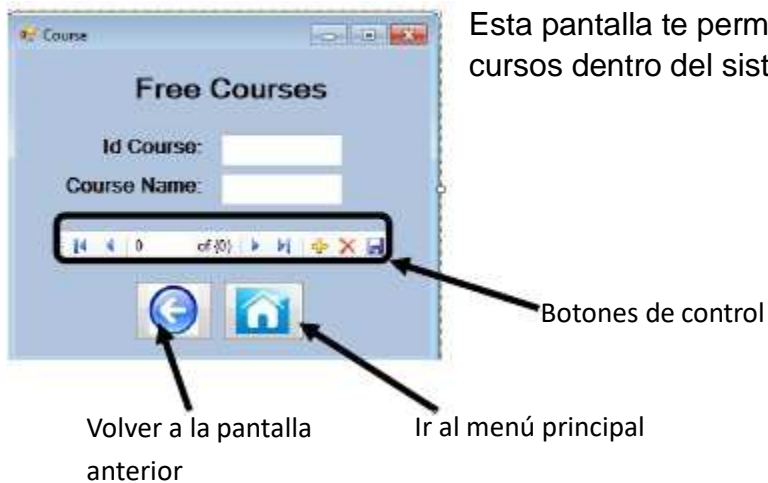 Course
Esta pantalla te perm
cursos dentro del sist
Free Courses
Id Course:
Course Name:
0 of {0}
Botones de control
Volver a la pantalla
anterior
Ir al menú principal